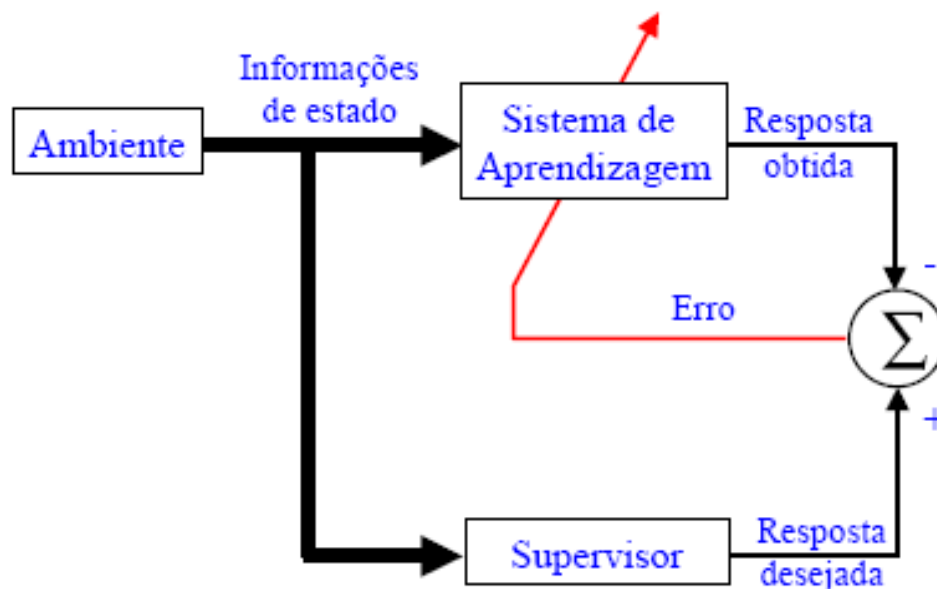 Informações
de estado
Ambiente
Sistema de
Aprendizagem
Resposta
obtida
-
Erro
Σ
+
Supervisor
Resposta
desejada